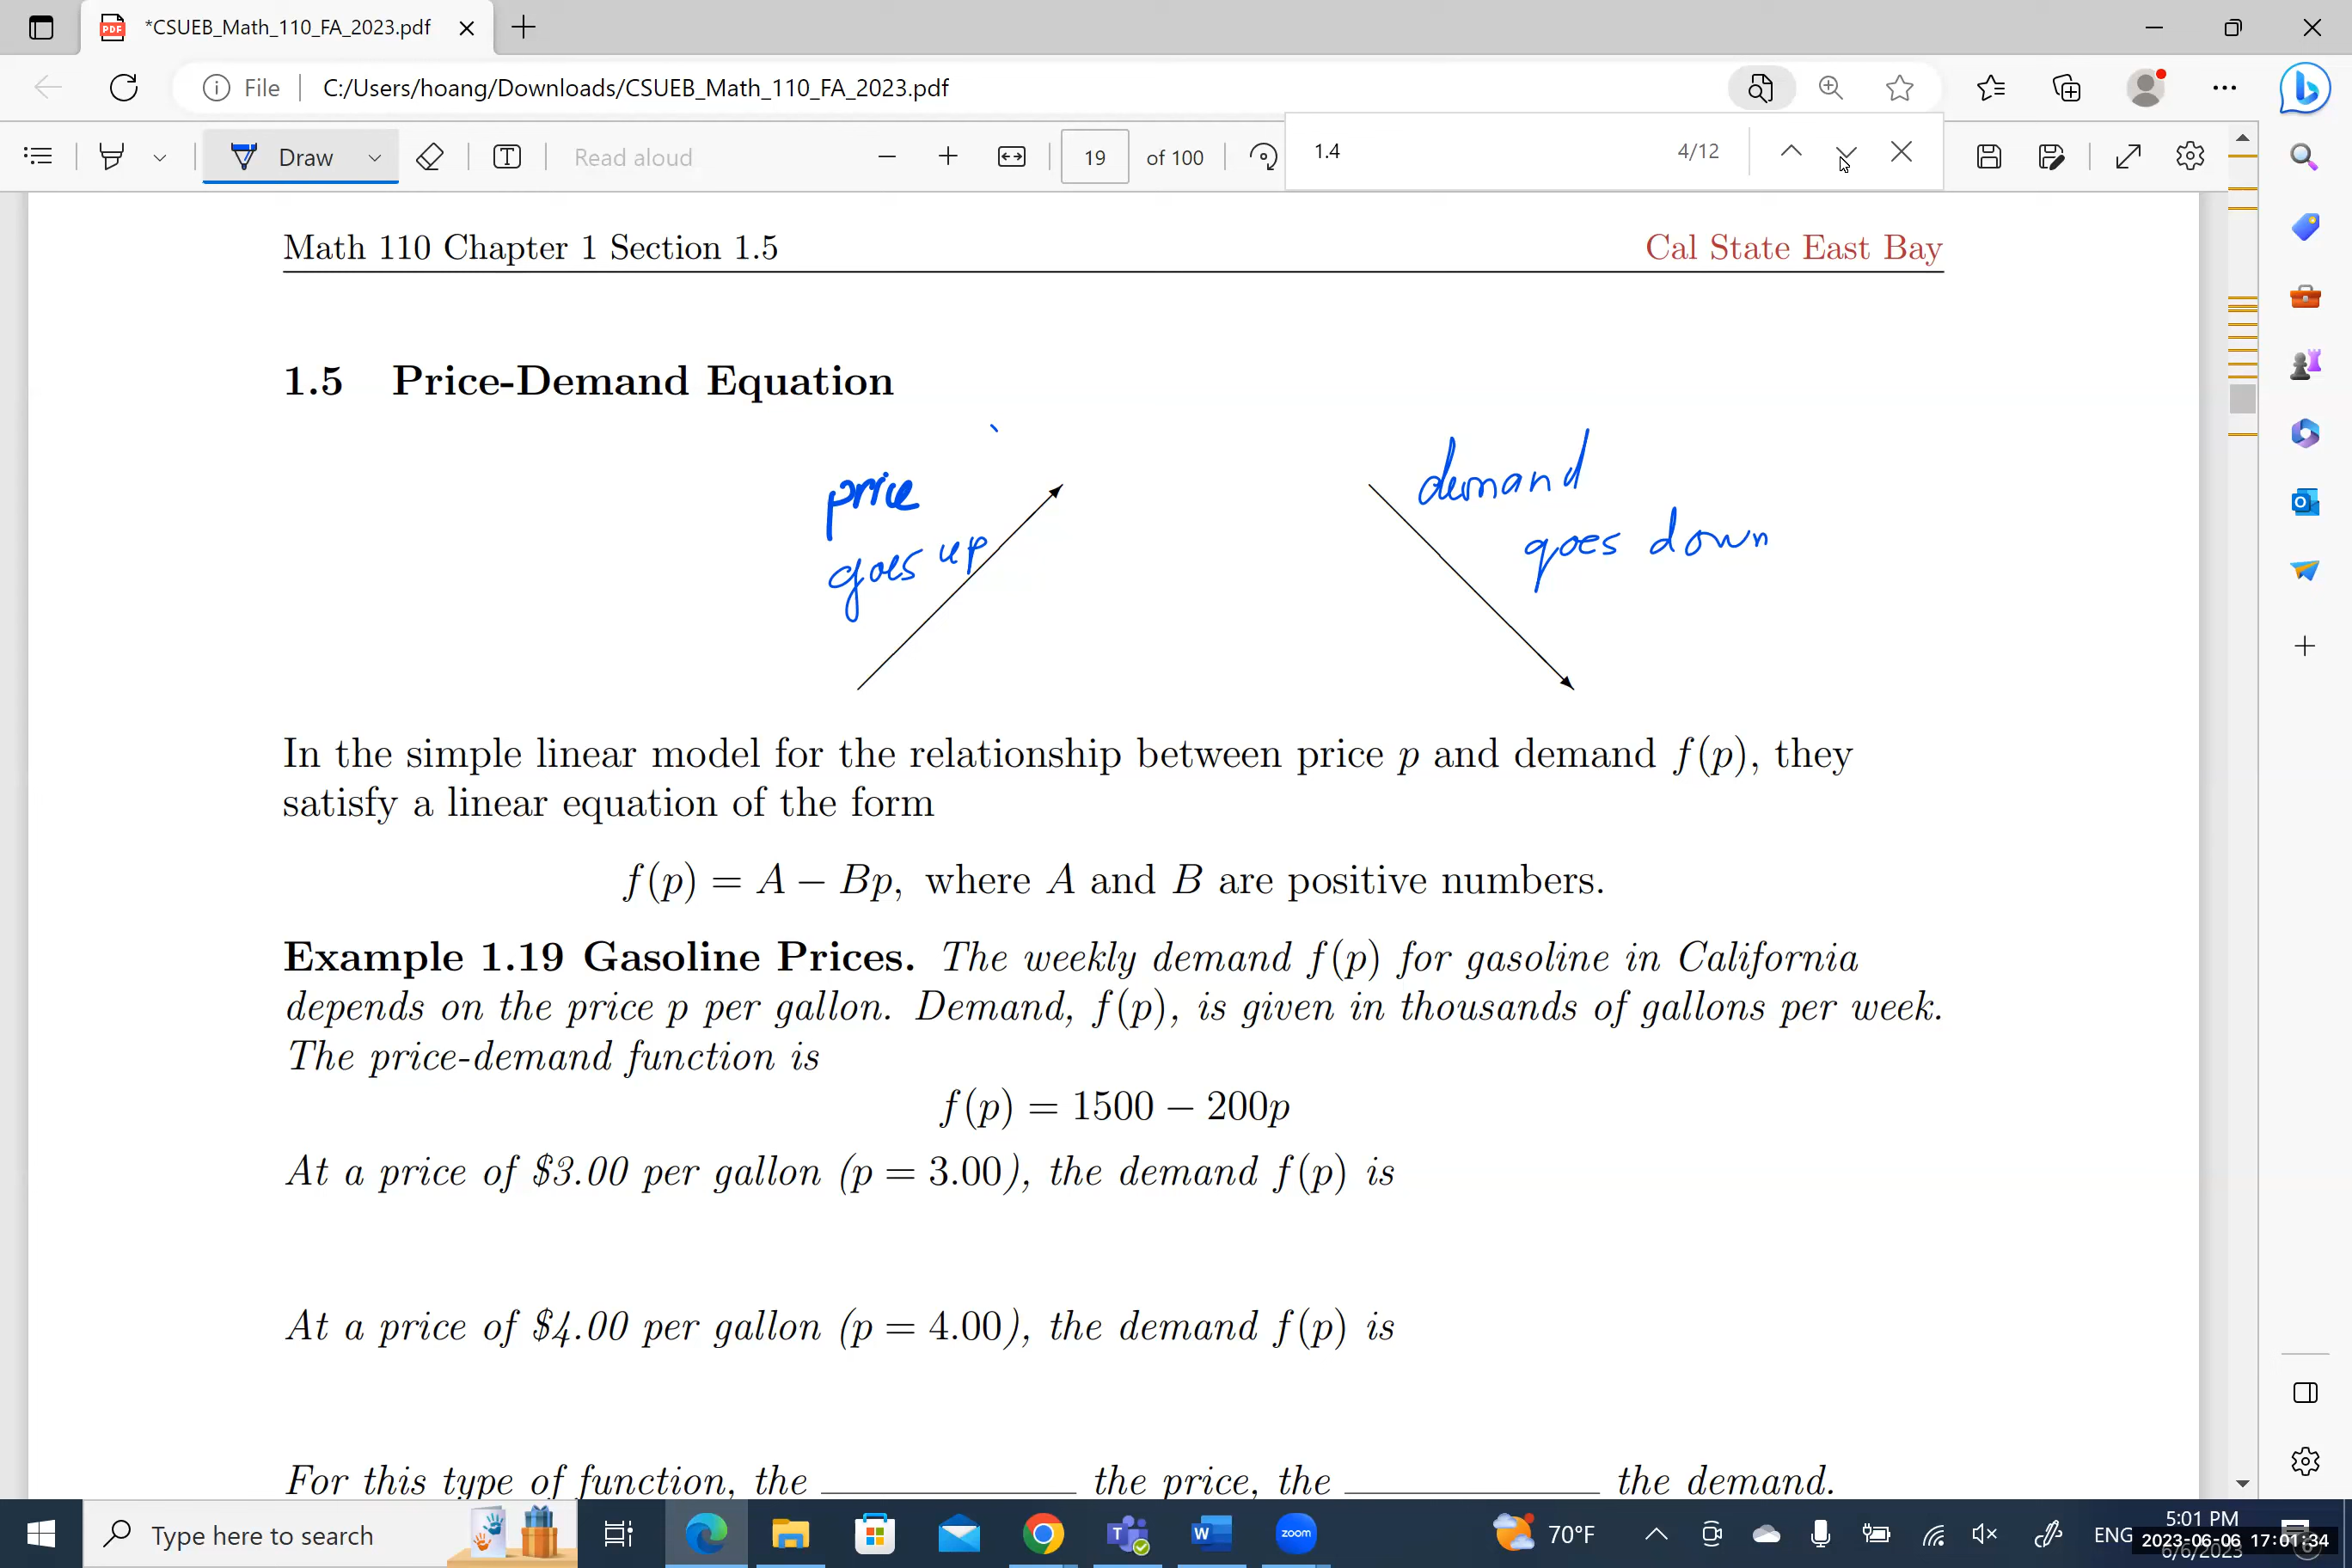 *CSUEB_Math_110_FA_2023.pdf
File
C:/Users/hoang/Downloads/CSUEB_Math_110_FA_2023.pdf
Draw
Read aloud
19 of 100
1.4
4/12
Math 110 Chapter 1 Section 1.5
Cal State East Bay
1.5 Price-Demand Equation
price
goes up
demand
goes down
In the simple linear model for the relationship between price p and demand f(p), they
satisfy a linear equation of the form
f(p) = A − Bp, where A and B are positive numbers.
Example 1.19 Gasoline Prices. The weekly demand f(p) for gasoline in California
depends on the price p per gallon. Demand, f(p), is given in thousands of gallons per week.
The price-demand function is
f(p) = 1500 − 200p
At a price of $3.00 per gallon (p = 3.00), the demand f(p) is
At a price of $4.00 per gallon (p = 4.00), the demand f(p) is
For this type of function, the ____________ the price, the ____________ the demand.
Type here to search
zoom
70°F
ENG
5:01 PM
2023-06-06 17:01:34
6/6/2023